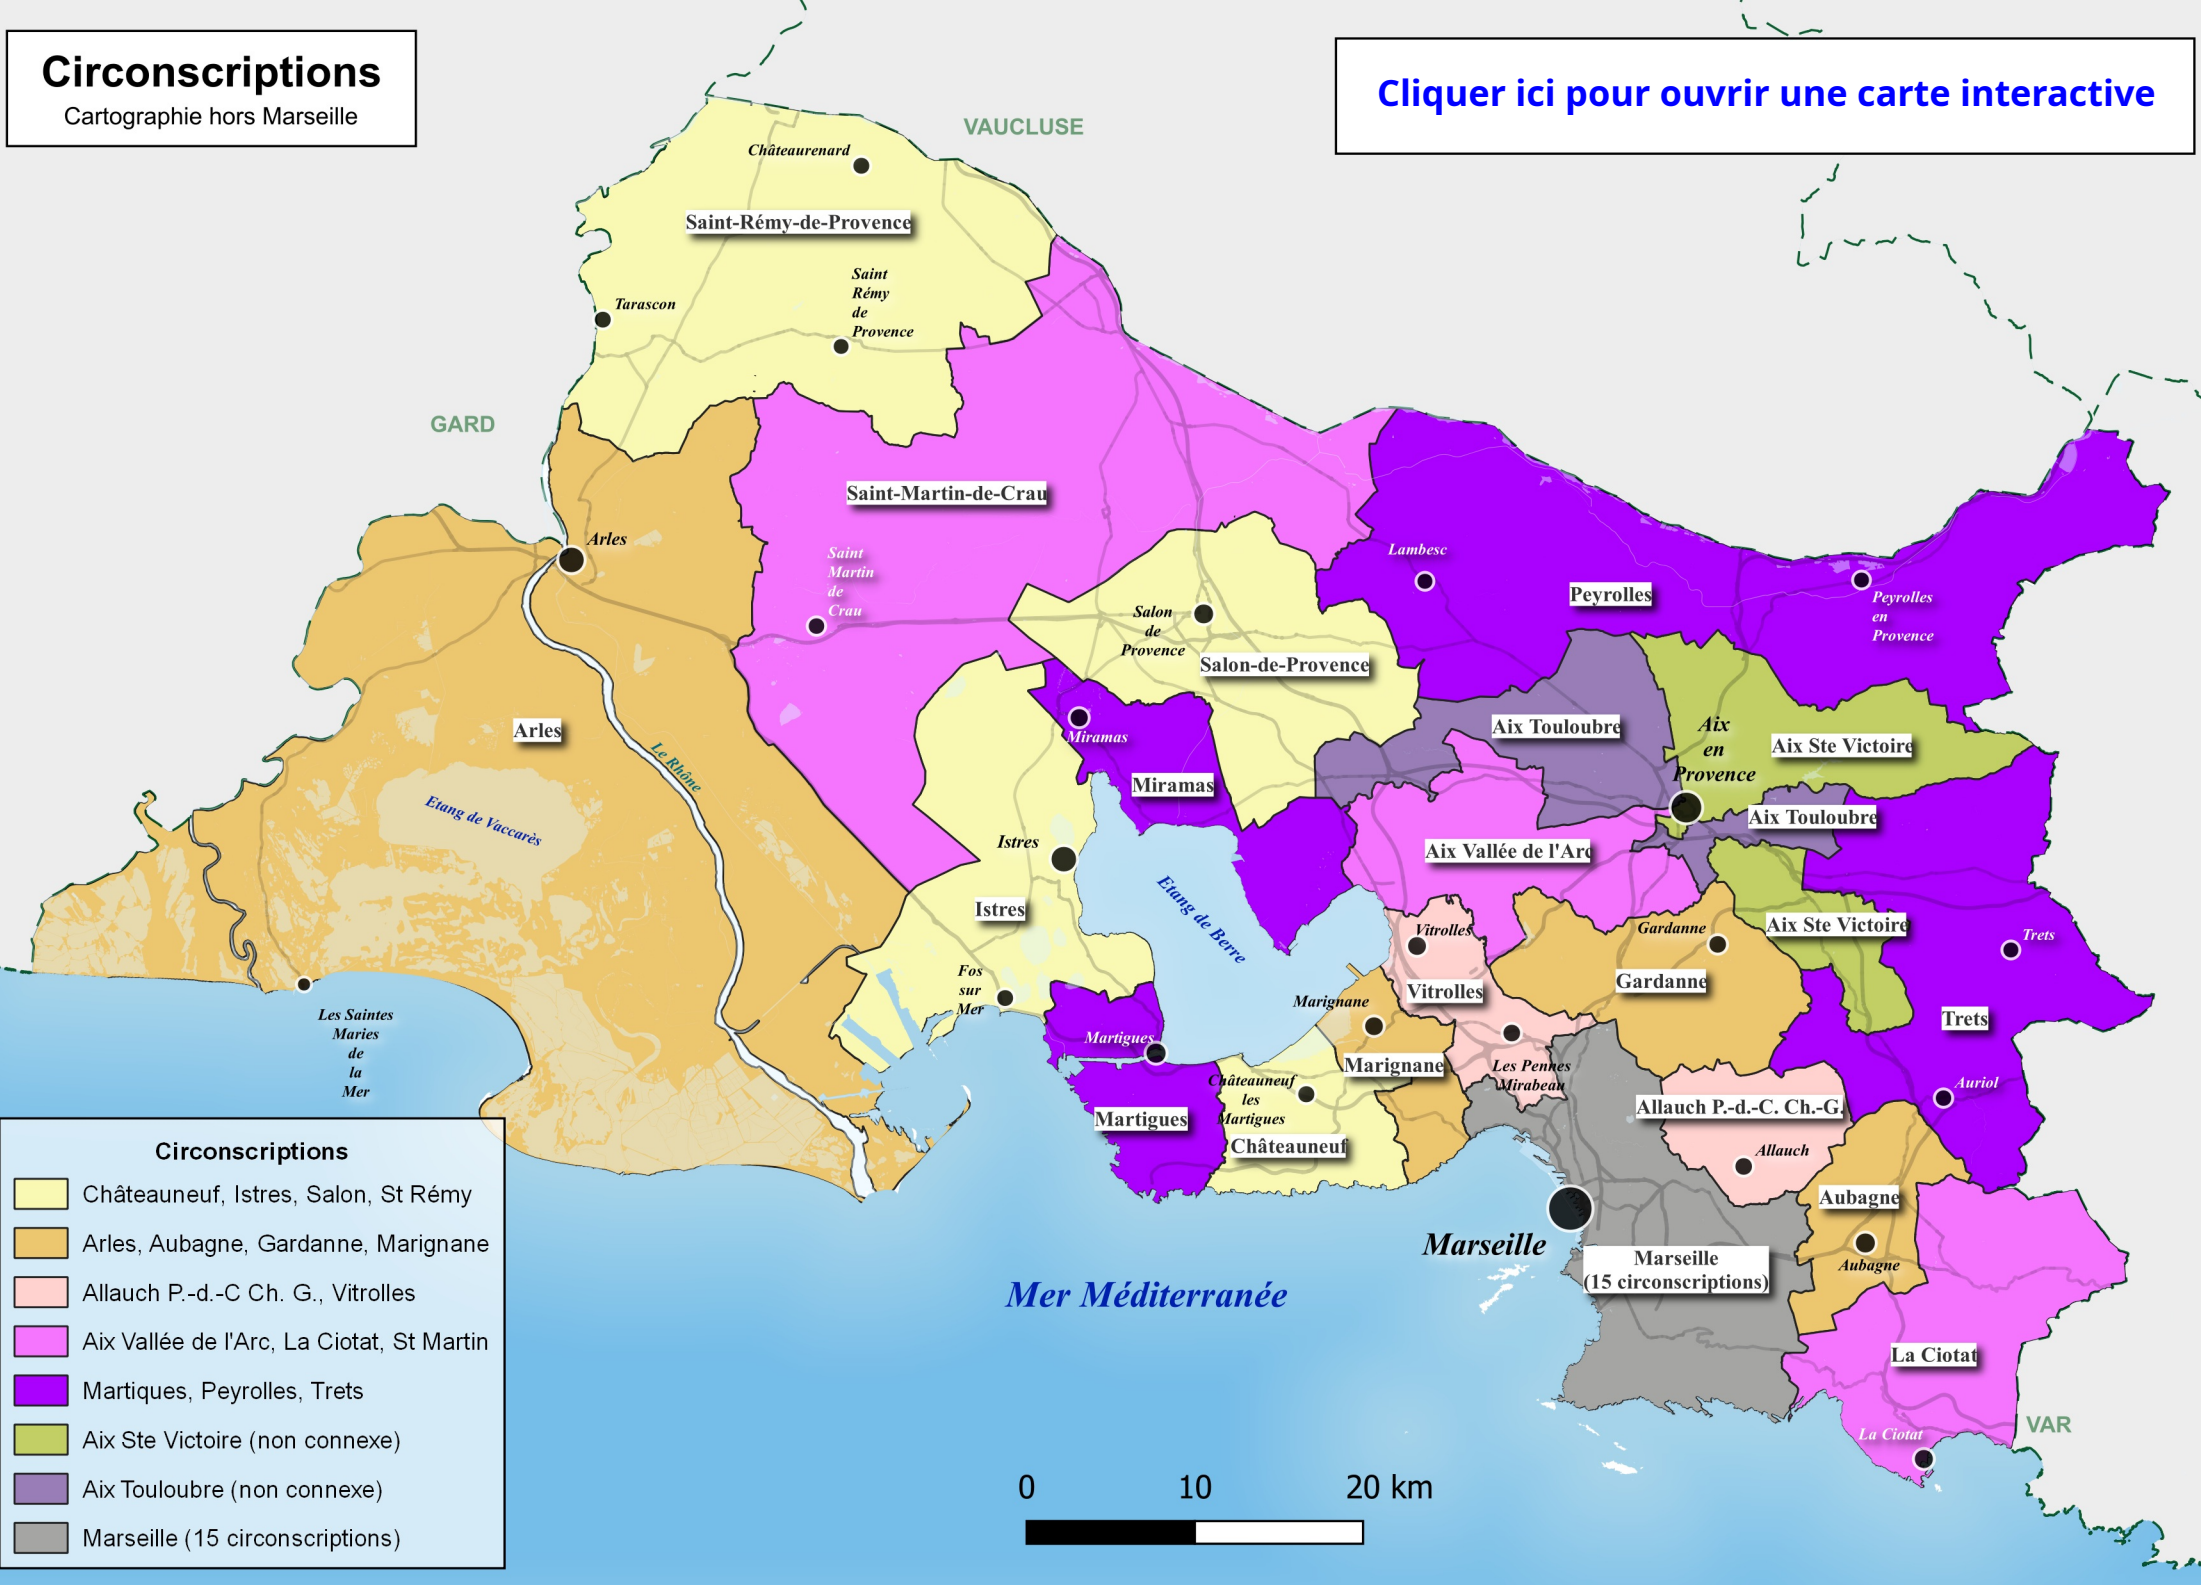 Circonscriptions
Cartographie hors Marseille
Cliquer ici pour ouvrir une carte interactive
VAUCLUSE
Châteaurenard
Saint-Rémy-de-Provence
Saint
Rémy
de
Provence
Tarascon
GARD
Saint-Martin-de-Crau
Arles
Saint
Martin
de
Crau
Lambesc
Peyrolles
Peyrolles
en
Provence
Salon
de
Provence
Salon-de-Provence
Arles
Le Rhône
Miramas
Miramas
Aix Touloubre
Aix
en
Provence
Aix Ste Victoire
Etang de Vaccarès
Aix Touloubre
Istres
Aix Vallée de l'Arc
Istres
Etang de Berre
Vitrolles
Gardanne
Aix Ste Victoire
Trets
Fos
sur
Mer
Vitrolles
Gardanne
Marignane
Trets
Les Saintes
Maries
de
la
Mer
Martigues
Marignane
Les Pennes
Mirabeau
Châteauneuf
les
Martigues
Auriol
Martigues
Allauch P.-d.-C. Ch.-G.
Châteauneuf
Allauch
Aubagne
Marseille
Marseille
(15 circonscriptions)
Aubagne
Mer Méditerranée
La Ciotat
La Ciotat
VAR
Circonscriptions
Châteauneuf, Istres, Salon, St Rémy
Arles, Aubagne, Gardanne, Marignane
Allauch P.-d.-C Ch. G., Vitrolles
Aix Vallée de l'Arc, La Ciotat, St Martin
Martiques, Peyrolles, Trets
Aix Ste Victoire (non connexe)
Aix Touloubre (non connexe)
Marseille (15 circonscriptions)
0 10 20 km